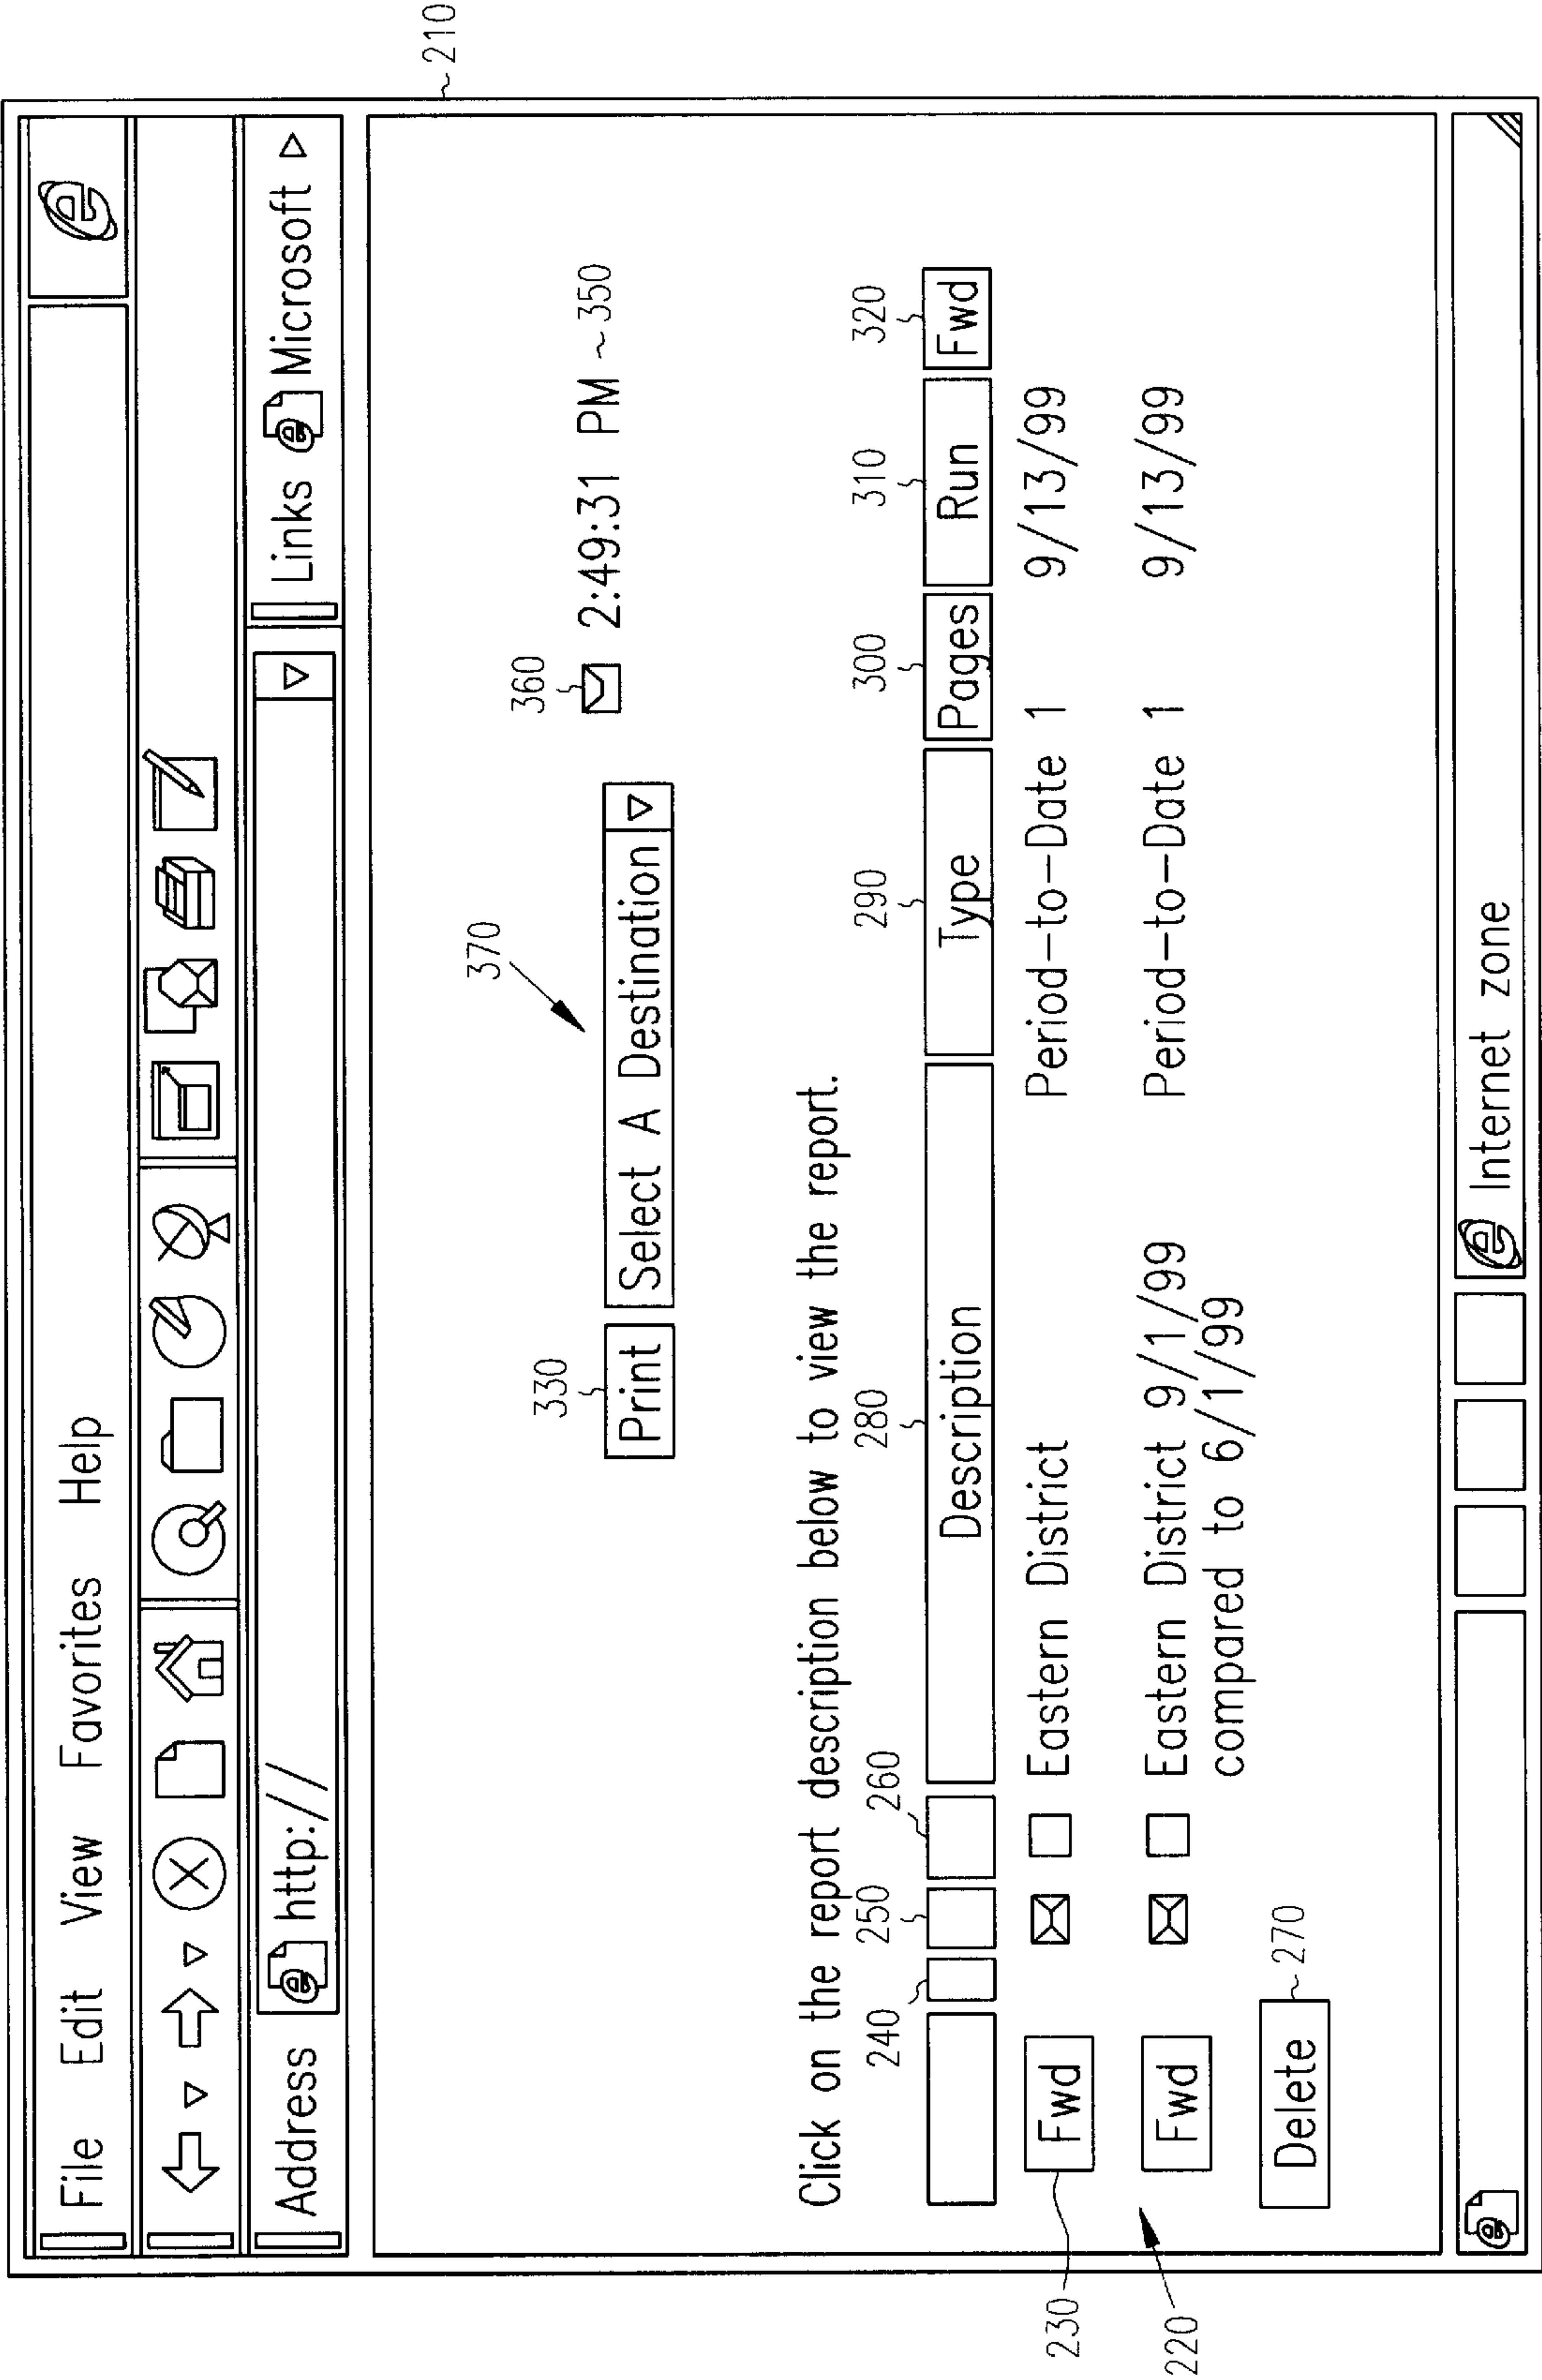 210
File Edit View Favorites Help
Address http:// Links Microsoft
360
2:49:31 PM 350
370
330
Print Select A Destination
Click on the report description below to view the report.
240 250 260 280 290 300 310 320
Description Type Pages Run Fwd
230 Fwd Eastern District Period-to-Date 1 9/13/99
220 Fwd Eastern District 9/1/99 Period-to-Date 1 9/13/99
compared to 6/1/99
Delete 270
Internet zone